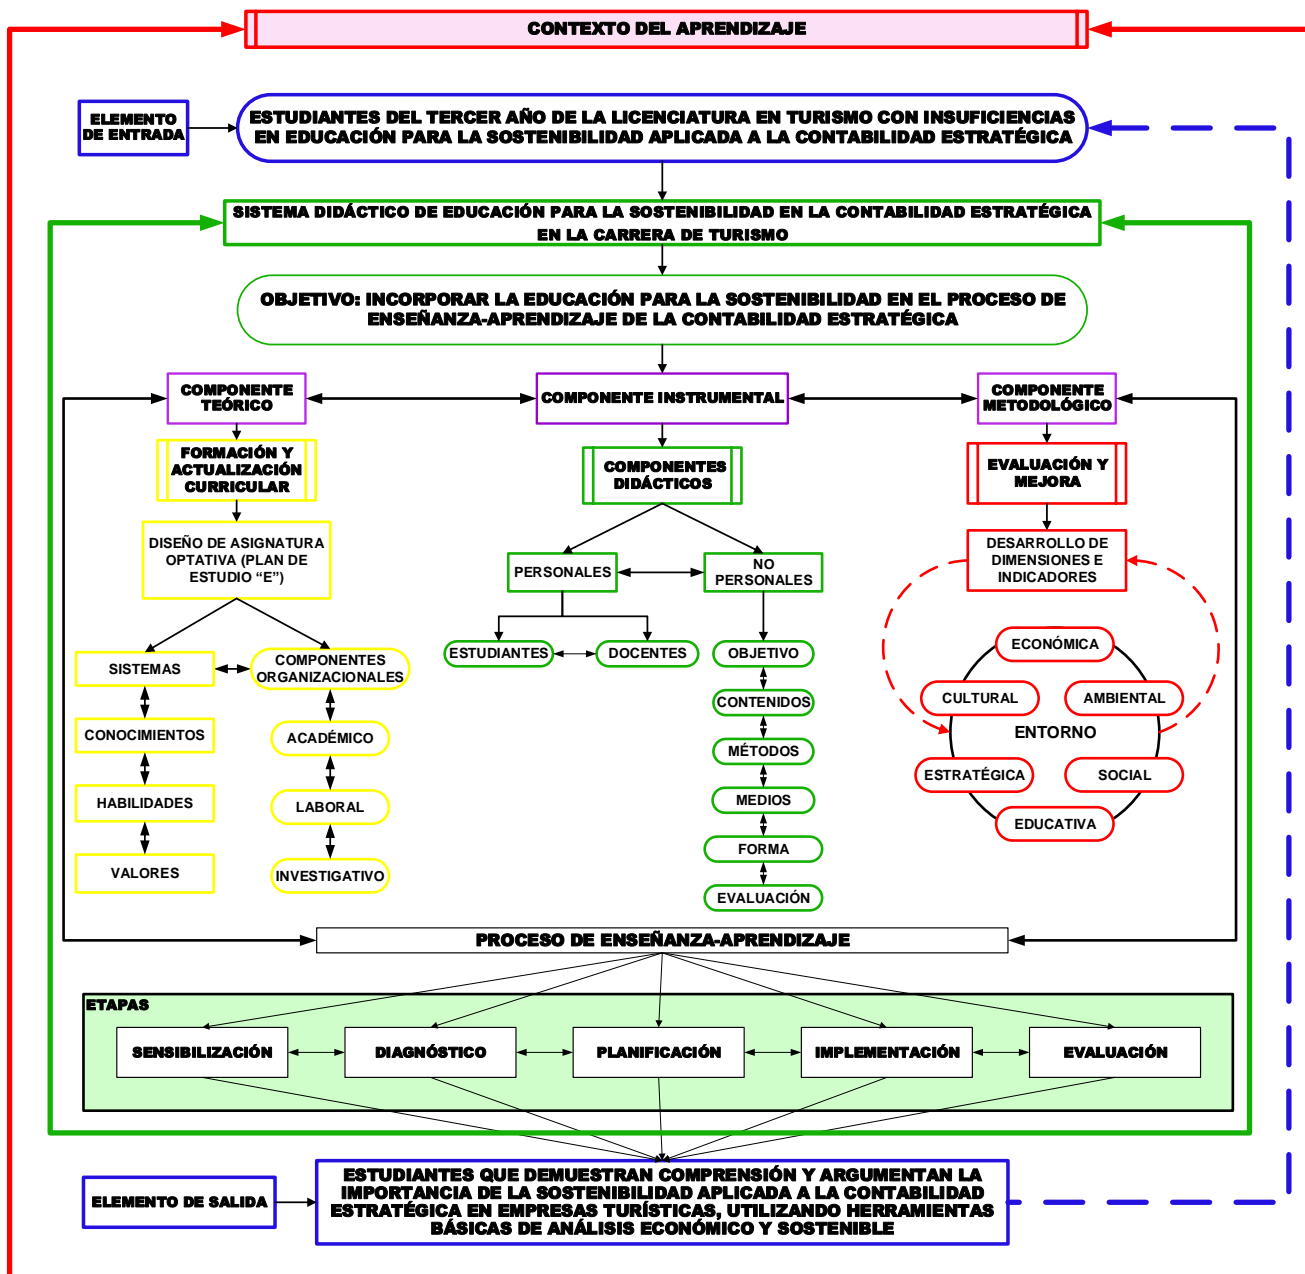 CONTEXTO DEL APRENDIZAJE
ELEMENTO
DE ENTRADA
ESTUDIANTES DEL TERCER AÑO DE LA LICENCIATURA EN TURISMO CON INSUFICIENCIAS
EN EDUCACIÓN PARA LA SOSTENIBILIDAD APLICADA A LA CONTABILIDAD ESTRATÉGICA
SISTEMA DIDÁCTICO DE EDUCACIÓN PARA LA SOSTENIBILIDAD EN LA CONTABILIDAD ESTRATÉGICA
EN LA CARRERA DE TURISMO
OBJETIVO: INCORPORAR LA EDUCACIÓN PARA LA SOSTENIBILIDAD EN EL PROCESO DE
ENSEÑANZA-APRENDIZAJE DE LA CONTABILIDAD ESTRATÉGICA
COMPONENTE
TEÓRICO
COMPONENTE INSTRUMENTAL
COMPONENTE
METODOLÓGICO
FORMACIÓN Y
ACTUALIZACIÓN
CURRICULAR
COMPONENTES
DIDÁCTICOS
EVALUACIÓN Y
MEJORA
DISEÑO DE ASIGNATURA
OPTATIVA (PLAN DE
ESTUDIO “E”)
PERSONALES
NO
PERSONALES
DESARROLLO DE
DIMENSIONES E
INDICADORES
SISTEMAS
COMPONENTES
ORGANIZACIONALES
ESTUDIANTES
DOCENTES
OBJETIVO
ECONÓMICA
CONOCIMIENTOS
ACADÉMICO
CONTENIDOS
CULTURAL
AMBIENTAL
ENTORNO
HABILIDADES
LABORAL
MÉTODOS
ESTRATÉGICA
SOCIAL
MEDIOS
EDUCATIVA
VALORES
INVESTIGATIVO
FORMA
EVALUACIÓN
PROCESO DE ENSEÑANZA-APRENDIZAJE
ETAPAS
SENSIBILIZACIÓN
DIAGNÓSTICO
PLANIFICACIÓN
IMPLEMENTACIÓN
EVALUACIÓN
ELEMENTO DE SALIDA
ESTUDIANTES QUE DEMUESTRAN COMPRENSIÓN Y ARGUMENTAN LA
IMPORTANCIA DE LA SOSTENIBILIDAD APLICADA A LA CONTABILIDAD
ESTRATÉGICA EN EMPRESAS TURÍSTICAS, UTILIZANDO HERRAMIENTAS
BÁSICAS DE ANÁLISIS ECONÓMICO Y SOSTENIBLE